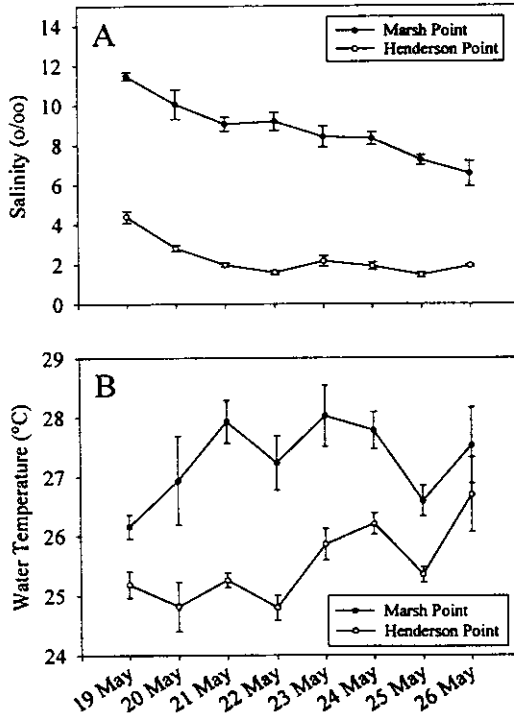 A
Marsh Point
Henderson Point
Salinity (o/oo)
14
12
10
8
6
4
2
0
B
Water Temperature (°C)
29
28
27
26
25
24
Marsh Point
Henderson Point
19 May
20 May
21 May
22 May
23 May
24 May
25 May
26 May